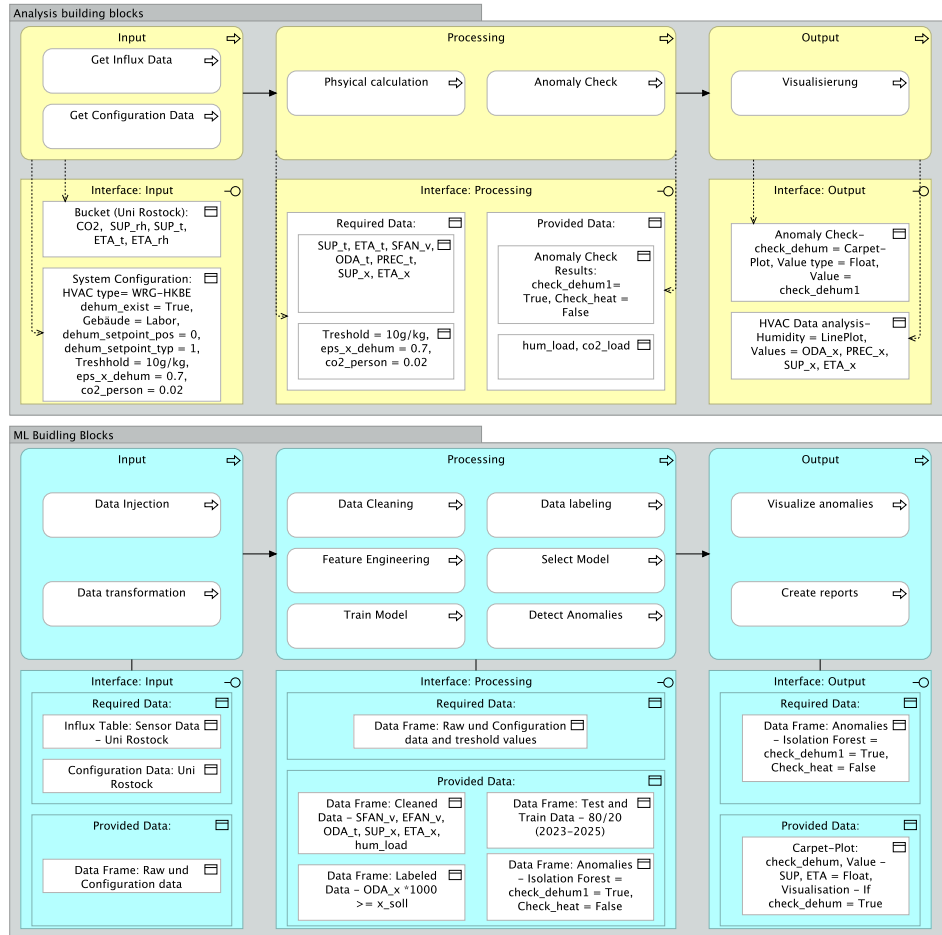 Analysis building blocks
Input
Get Influx Data
Get Configuration Data
Processing
Phsyical calculation
Anomaly Check
Output
Visualisierung
Interface: Input
Bucket (Uni Rostock):
CO2, SUP_rh, SUP_t,
ETA_t, ETA_rh
System Configuration:
HVAC type= WRG-HKBE
dehum_exist = True,
Gebäude = Labor,
dehum_setpoint_pos = 0,
dehum_setpoint_typ = 1,
Treshhold = 10g/kg,
eps_x_dehum = 0.7,
co2_person = 0.02
Interface: Processing
Required Data:
SUP_t, ETA_t, SFAN_v,
ODA_t, PREC_t,
SUP_x, ETA_x
Treshold = 10g/kg,
eps_x_dehum = 0.7,
co2_person = 0.02
Provided Data:
Anomaly Check
Results:
check_dehum1=
True, Check_heat =
False
hum_load, co2_load
Interface: Output
Anomaly Check-
check_dehum = Carpet-
Plot, Value type = Float,
Value =
check_dehum1
HVAC Data analysis-
Humidity = LinePlot,
Values = ODA_x, PREC_x,
SUP_x, ETA_x
ML Buidling Blocks
Input
Data Injection
Data transformation
Processing
Data Cleaning
Data labeling
Feature Engineering
Select Model
Train Model
Detect Anomalies
Output
Visualize anomalies
Create reports
Interface: Input
Required Data:
Influx Table: Sensor Data
- Uni Rostock
Configuration Data: Uni
Rostock
Provided Data:
Data Frame: Raw und
Configuration data
Interface: Processing
Required Data:
Data Frame: Raw und Configuration
data and treshold values
Provided Data:
Data Frame: Cleaned
Data - SFAN_v, EFAN_v,
ODA_t, SUP_x, ETA_x,
hum_load
Data Frame: Test and
Train Data - 80/20
(2023-2025)
Data Frame: Labeled
Data - ODA_x *1000
>= x_soll
Data Frame: Anomalies
- Isolation Forest =
check_dehum1 = True,
Check_heat = False
Interface: Output
Required Data:
Data Frame: Anomalies
- Isolation Forest =
check_dehum1 = True,
Check_heat = False
Provided Data:
Carpet-Plot:
check_dehum, Value -
SUP, ETA = Float,
Visualisation - If
check_dehum = True